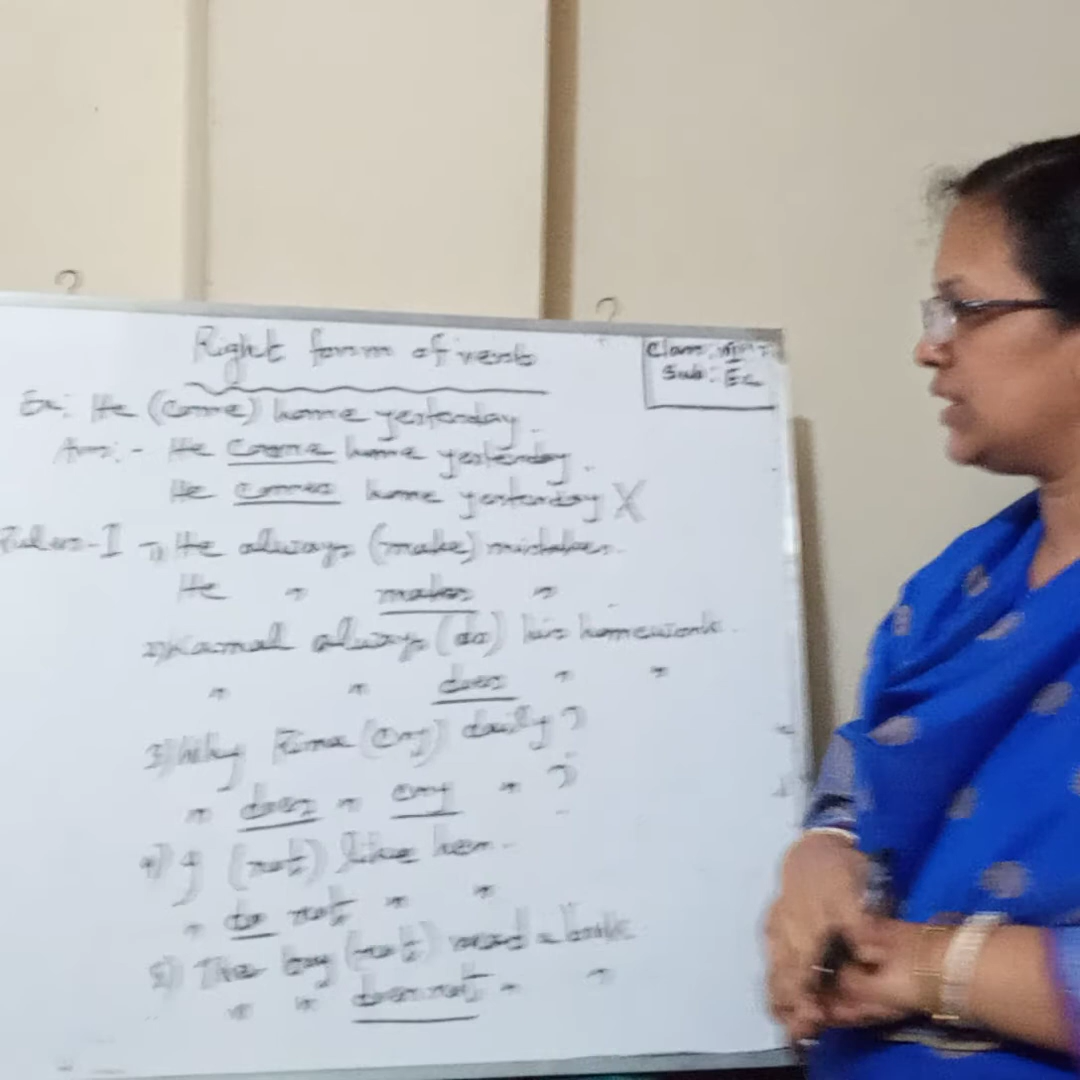 Right form of verb
Class: VIII
Sub: E
Ex: He (come) home yesterday.
Ans:- He came home yesterday.
He comes home yesterday X
Rules-I 1) He always (make) mistakes.
He " makes "
2) Kamal always (do) his homework.
" " does " "
3) Why Rima (cry) daily?
" does " cry " ?
4) I (not) like her.
" do not " "
5) The boy (not) read a book
" " does not " "